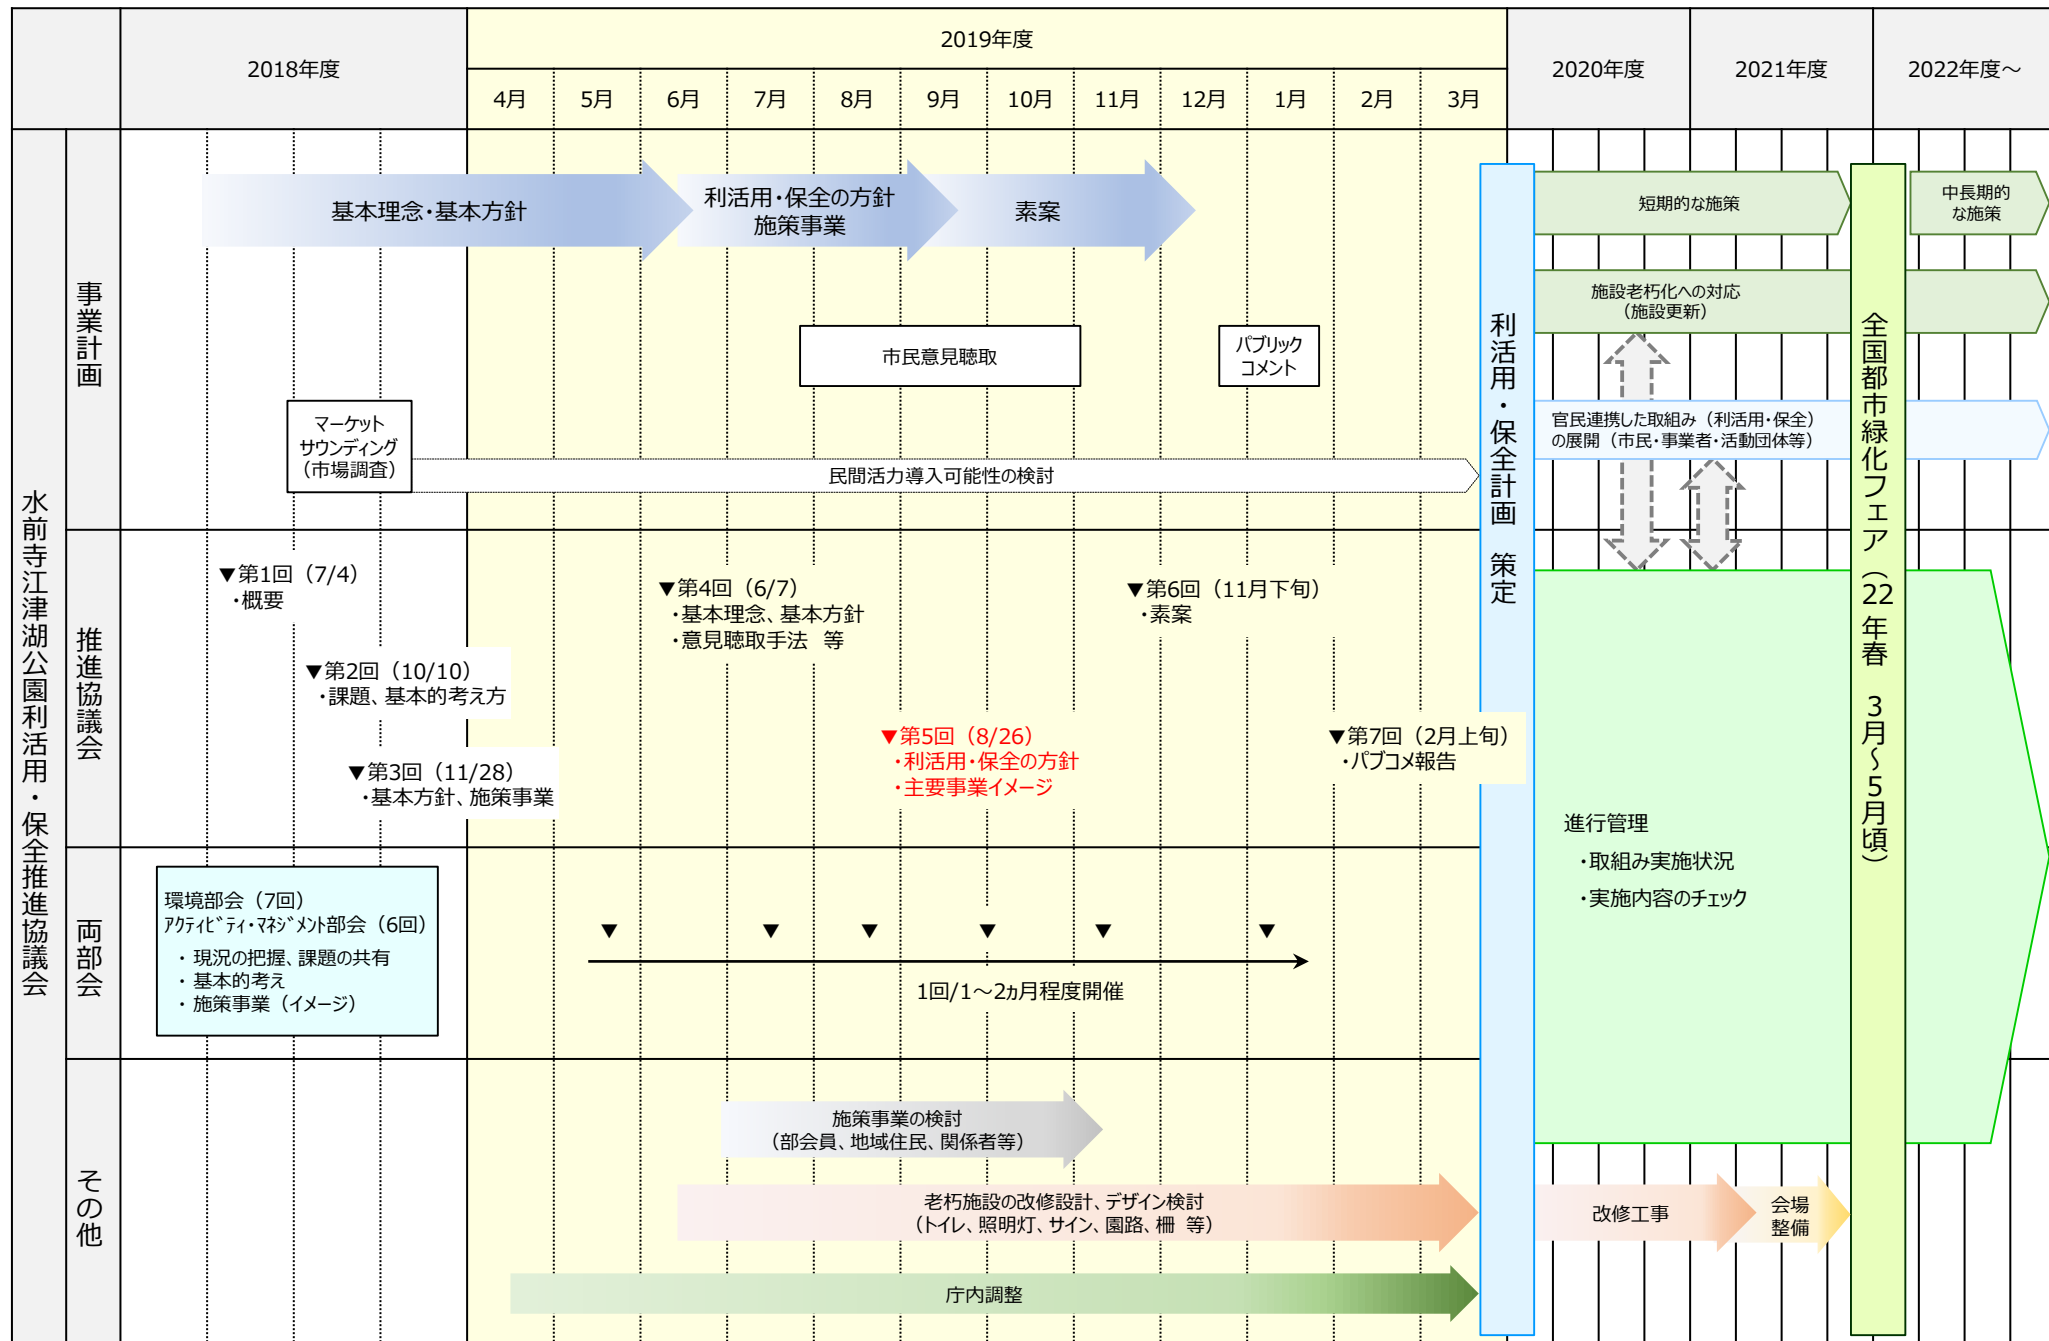 2018年度
2019年度
2020年度
2021年度
2022年度～
4月
5月
6月
7月
8月
9月
10月
11月
12月
1月
2月
3月
水前寺江津湖公園利活用・保全推進協議会
事業計画
基本理念・基本方針
利活用・保全の方針
施策事業
素案
市民意見聴取
パブリック
コメント
マーケット
サウンディング
（市場調査）
民間活力導入可能性の検討
利活用・保全計画 策定
短期的な施策
中長期的
な施策
施設老朽化への対応
（施設更新）
官民連携した取組み（利活用・保全）
の展開（市民・事業者・活動団体等）
全国都市緑化フェア（22年春 3月～5月頃）
推進協議会
▼第1回（7/4）
・概要
▼第2回（10/10）
・課題、基本的考え方
▼第3回（11/28）
・基本方針、施策事業
▼第4回（6/7）
・基本理念、基本方針
・意見聴取手法 等
▼第5回（8/26）
・利活用・保全の方針
・主要事業イメージ
▼第6回（11月下旬）
・素案
▼第7回（2月上旬）
・パブコメ報告
進行管理
・取組み実施状況
・実施内容のチェック
両部会
環境部会（7回）
ｱｸﾃｨﾋﾞﾃｨ・ﾏﾈｼﾞﾒﾝﾄ部会（6回）
・ 現況の把握、課題の共有
・ 基本的考え
・ 施策事業（イメージ）
▼ ▼ ▼ ▼ ▼ ▼
1回/1～2ヵ月程度開催
その他
施策事業の検討
（部会員、地域住民、関係者等）
老朽施設の改修設計、デザイン検討
（トイレ、照明灯、サイン、園路、柵 等）
改修工事
会場
整備
庁内調整